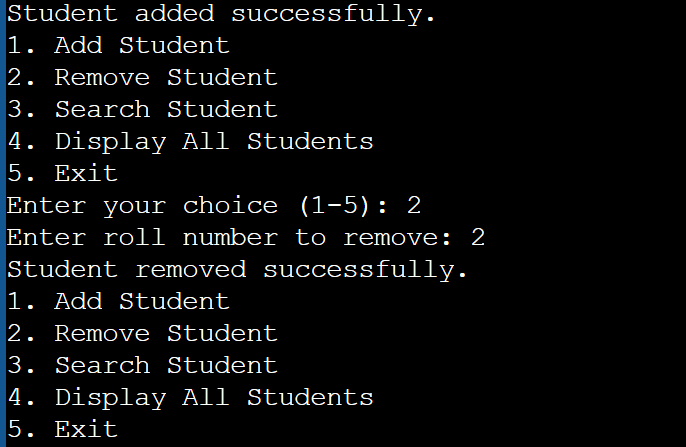 Student added successfully.
1. Add Student
2. Remove Student
3. Search Student
4. Display All Students
5. Exit
Enter your choice (1-5): 2
Enter roll number to remove: 2
Student removed successfully.
1. Add Student
2. Remove Student
3. Search Student
4. Display All Students
5. Exit